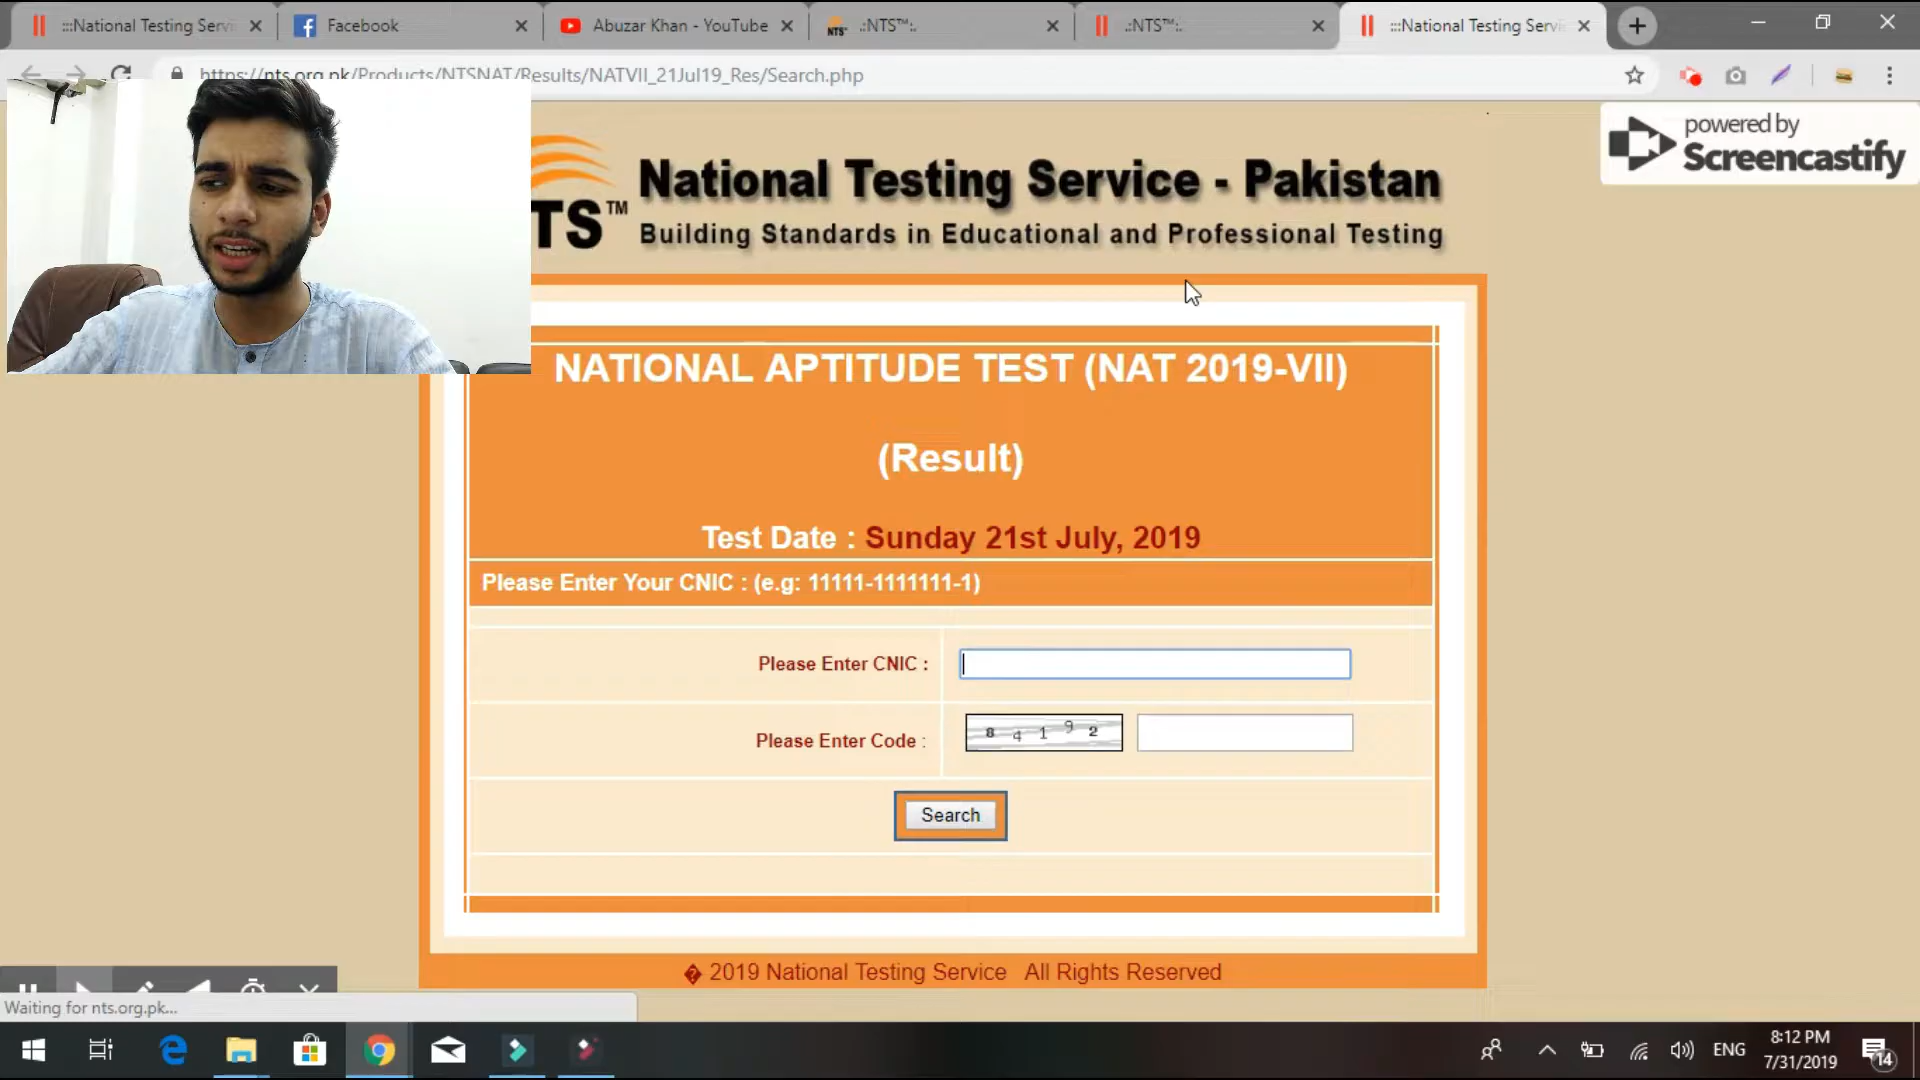 :::National Testing Servi
Facebook
Abuzar Khan - YouTube
NTS
.:NTS™:.
.:NTS™:.
:::National Testing Servi
https://nts.org.pk/Products/NTSNAT/Results/NATVII_21Jul19_Res/Search.php
powered by
Screencastify
TS™
National Testing Service - Pakistan
Building Standards in Educational and Professional Testing
NATIONAL APTITUDE TEST (NAT 2019-VII)
(Result)
Test Date : Sunday 21st July, 2019
Please Enter Your CNIC : (e.g: 11111-1111111-1)
Please Enter CNIC :
Please Enter Code :
8 4 1 9 2
Search
� 2019 National Testing Service All Rights Reserved
Waiting for nts.org.pk...
ENG
8:12 PM
7/31/2019
14